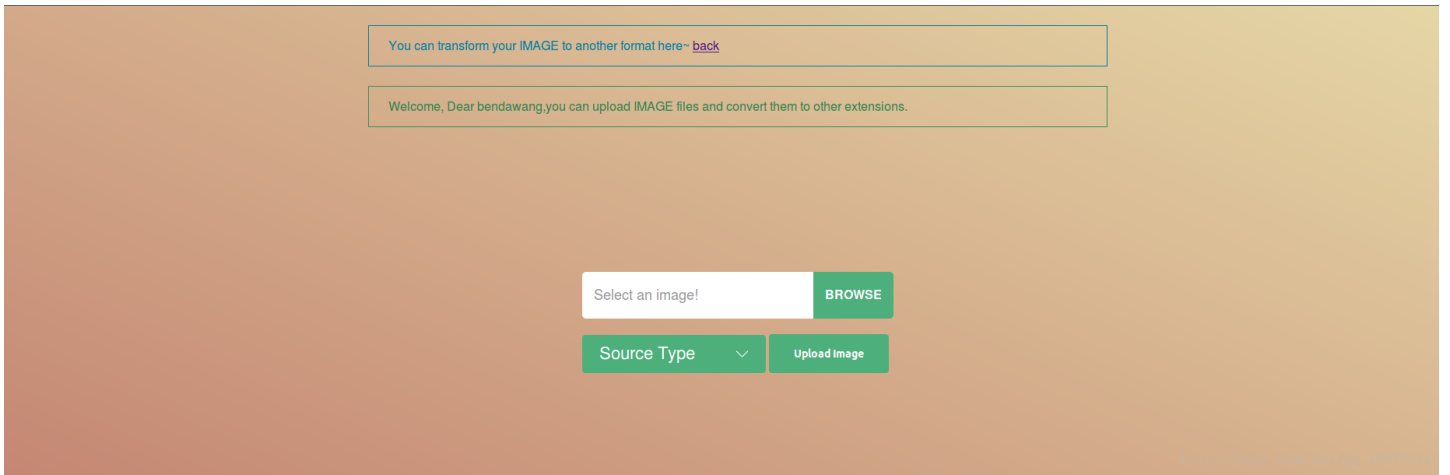 You can transform your IMAGE to another format here~ back
Welcome, Dear bendawang,you can upload IMAGE files and convert them to other extensions.
Select an image! BROWSE
Source Type Upload Image